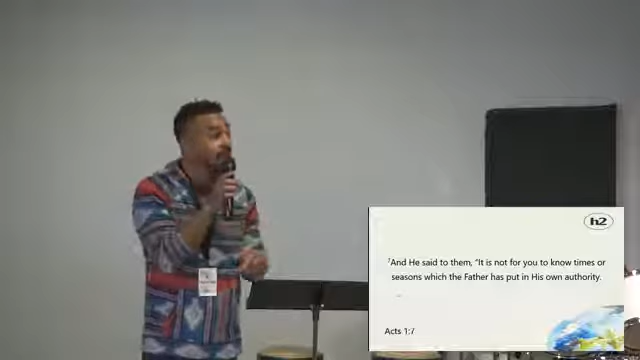 h2
7And He said to them, "It is not for you to know times or
seasons which the Father has put in His own authority.
Acts 1:7